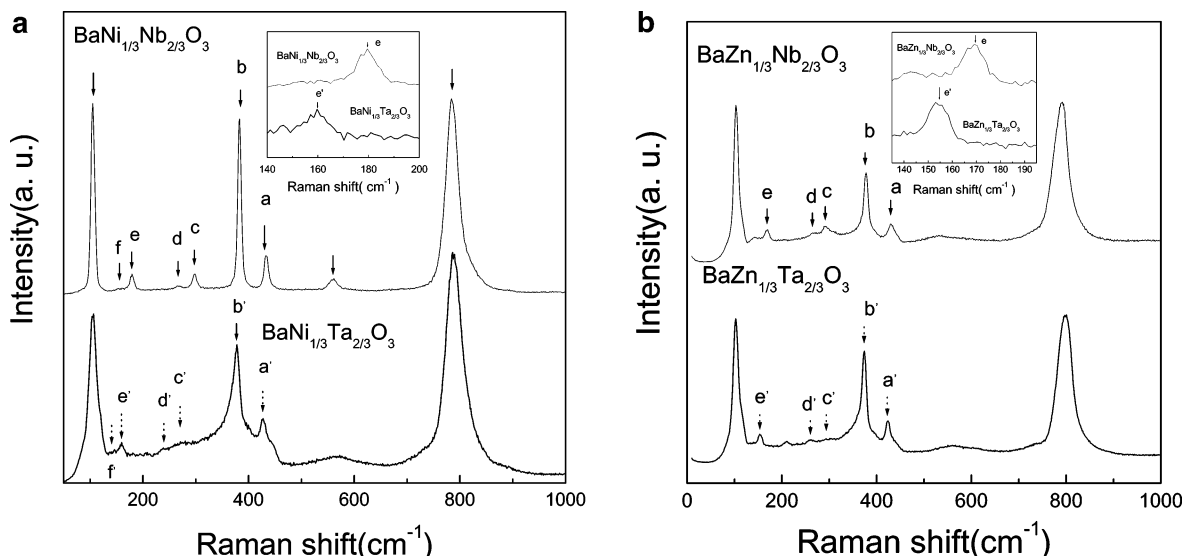 a
BaNi1/3Nb2/3O3
Intensity(a. u.)
f
e
d
c
b
a
BaNi1/3Nb2/3O3
e
e'
BaNi1/3Ta2/3O3
140 160 180 200
Raman shift( cm-1 )
BaNi1/3Ta2/3O3
f'
e'
d'
c'
b'
a'
200 400 600 800 1000
Raman shift(cm-1)
b
BaZn1/3Nb2/3O3
Intensity(a. u.)
e
d
c
b
a
BaZn1/3Nb2/3O3
e
e'
BaZn1/3Ta2/3O3
140 150 160 170 180 190
Raman shift( cm-1)
BaZn1/3Ta2/3O3
e'
d'
c'
b'
a'
0 200 400 600 800 1000
Raman shift(cm-1)